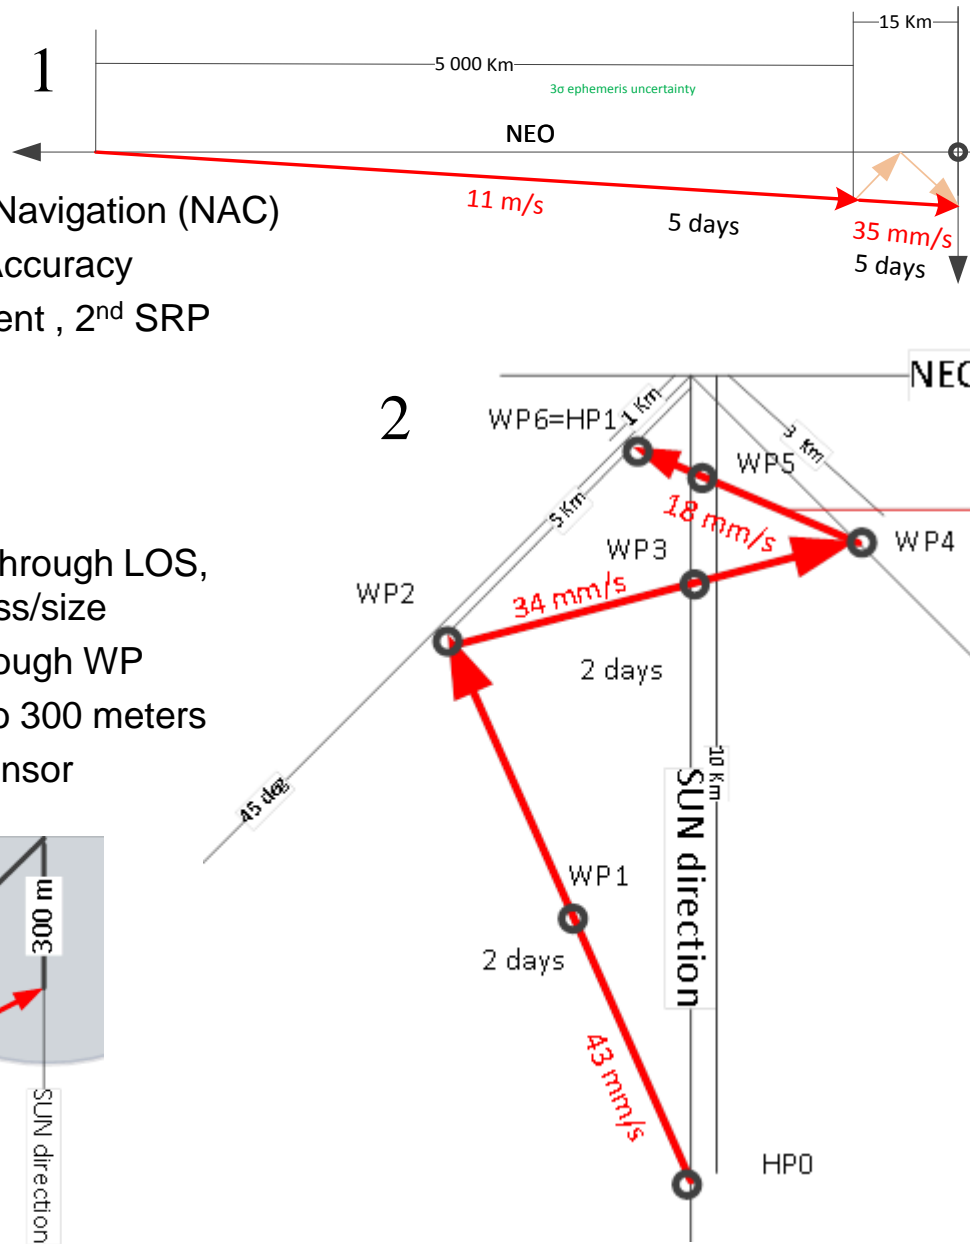 1
15 Km
5 000 Km
3σ ephemeris uncertainty
NEO
11 m/s
5 days
35 mm/s
5 days
Navigation (NAC)
Accuracy
ent , 2nd SRP
2
NEO
1 Km
WP6=HP1
3 Km
WP5
5 Km
18 mm/s
WP4
WP3
hrough LOS,
ss/size
34 mm/s
WP2
ough WP
2 days
o 300 meters
nsor
10 Km
SUN direction
45 deg
WP1
300 m
2 days
43 mm/s
SUN direction
HP0